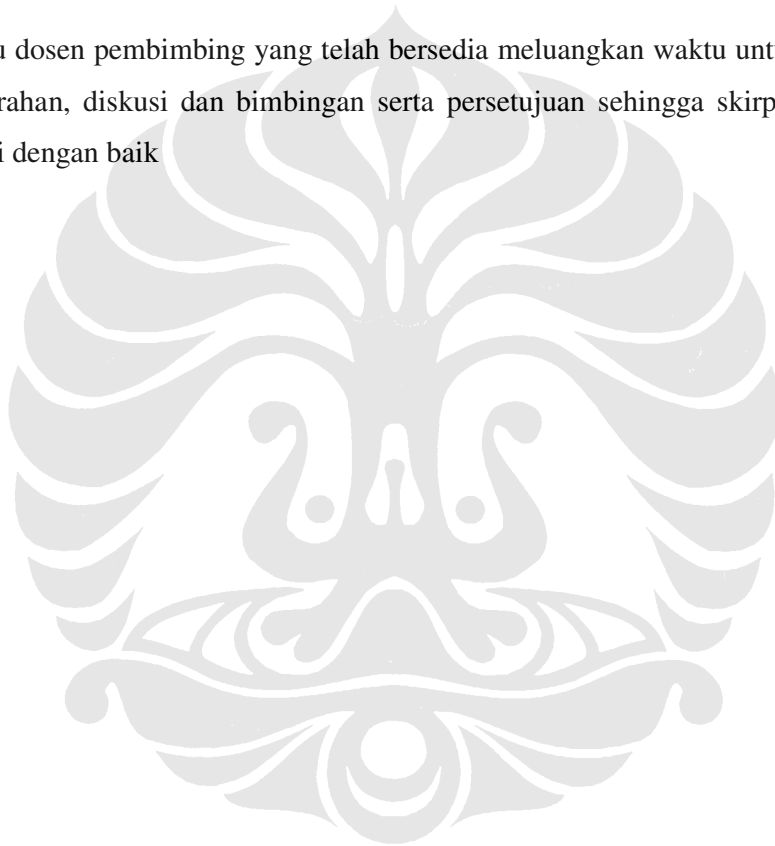 u dosen pembimbing yang telah bersedia meluangkan waktu unt
rahan, diskusi dan bimbingan serta persetujuan sehingga skirp
i dengan baik